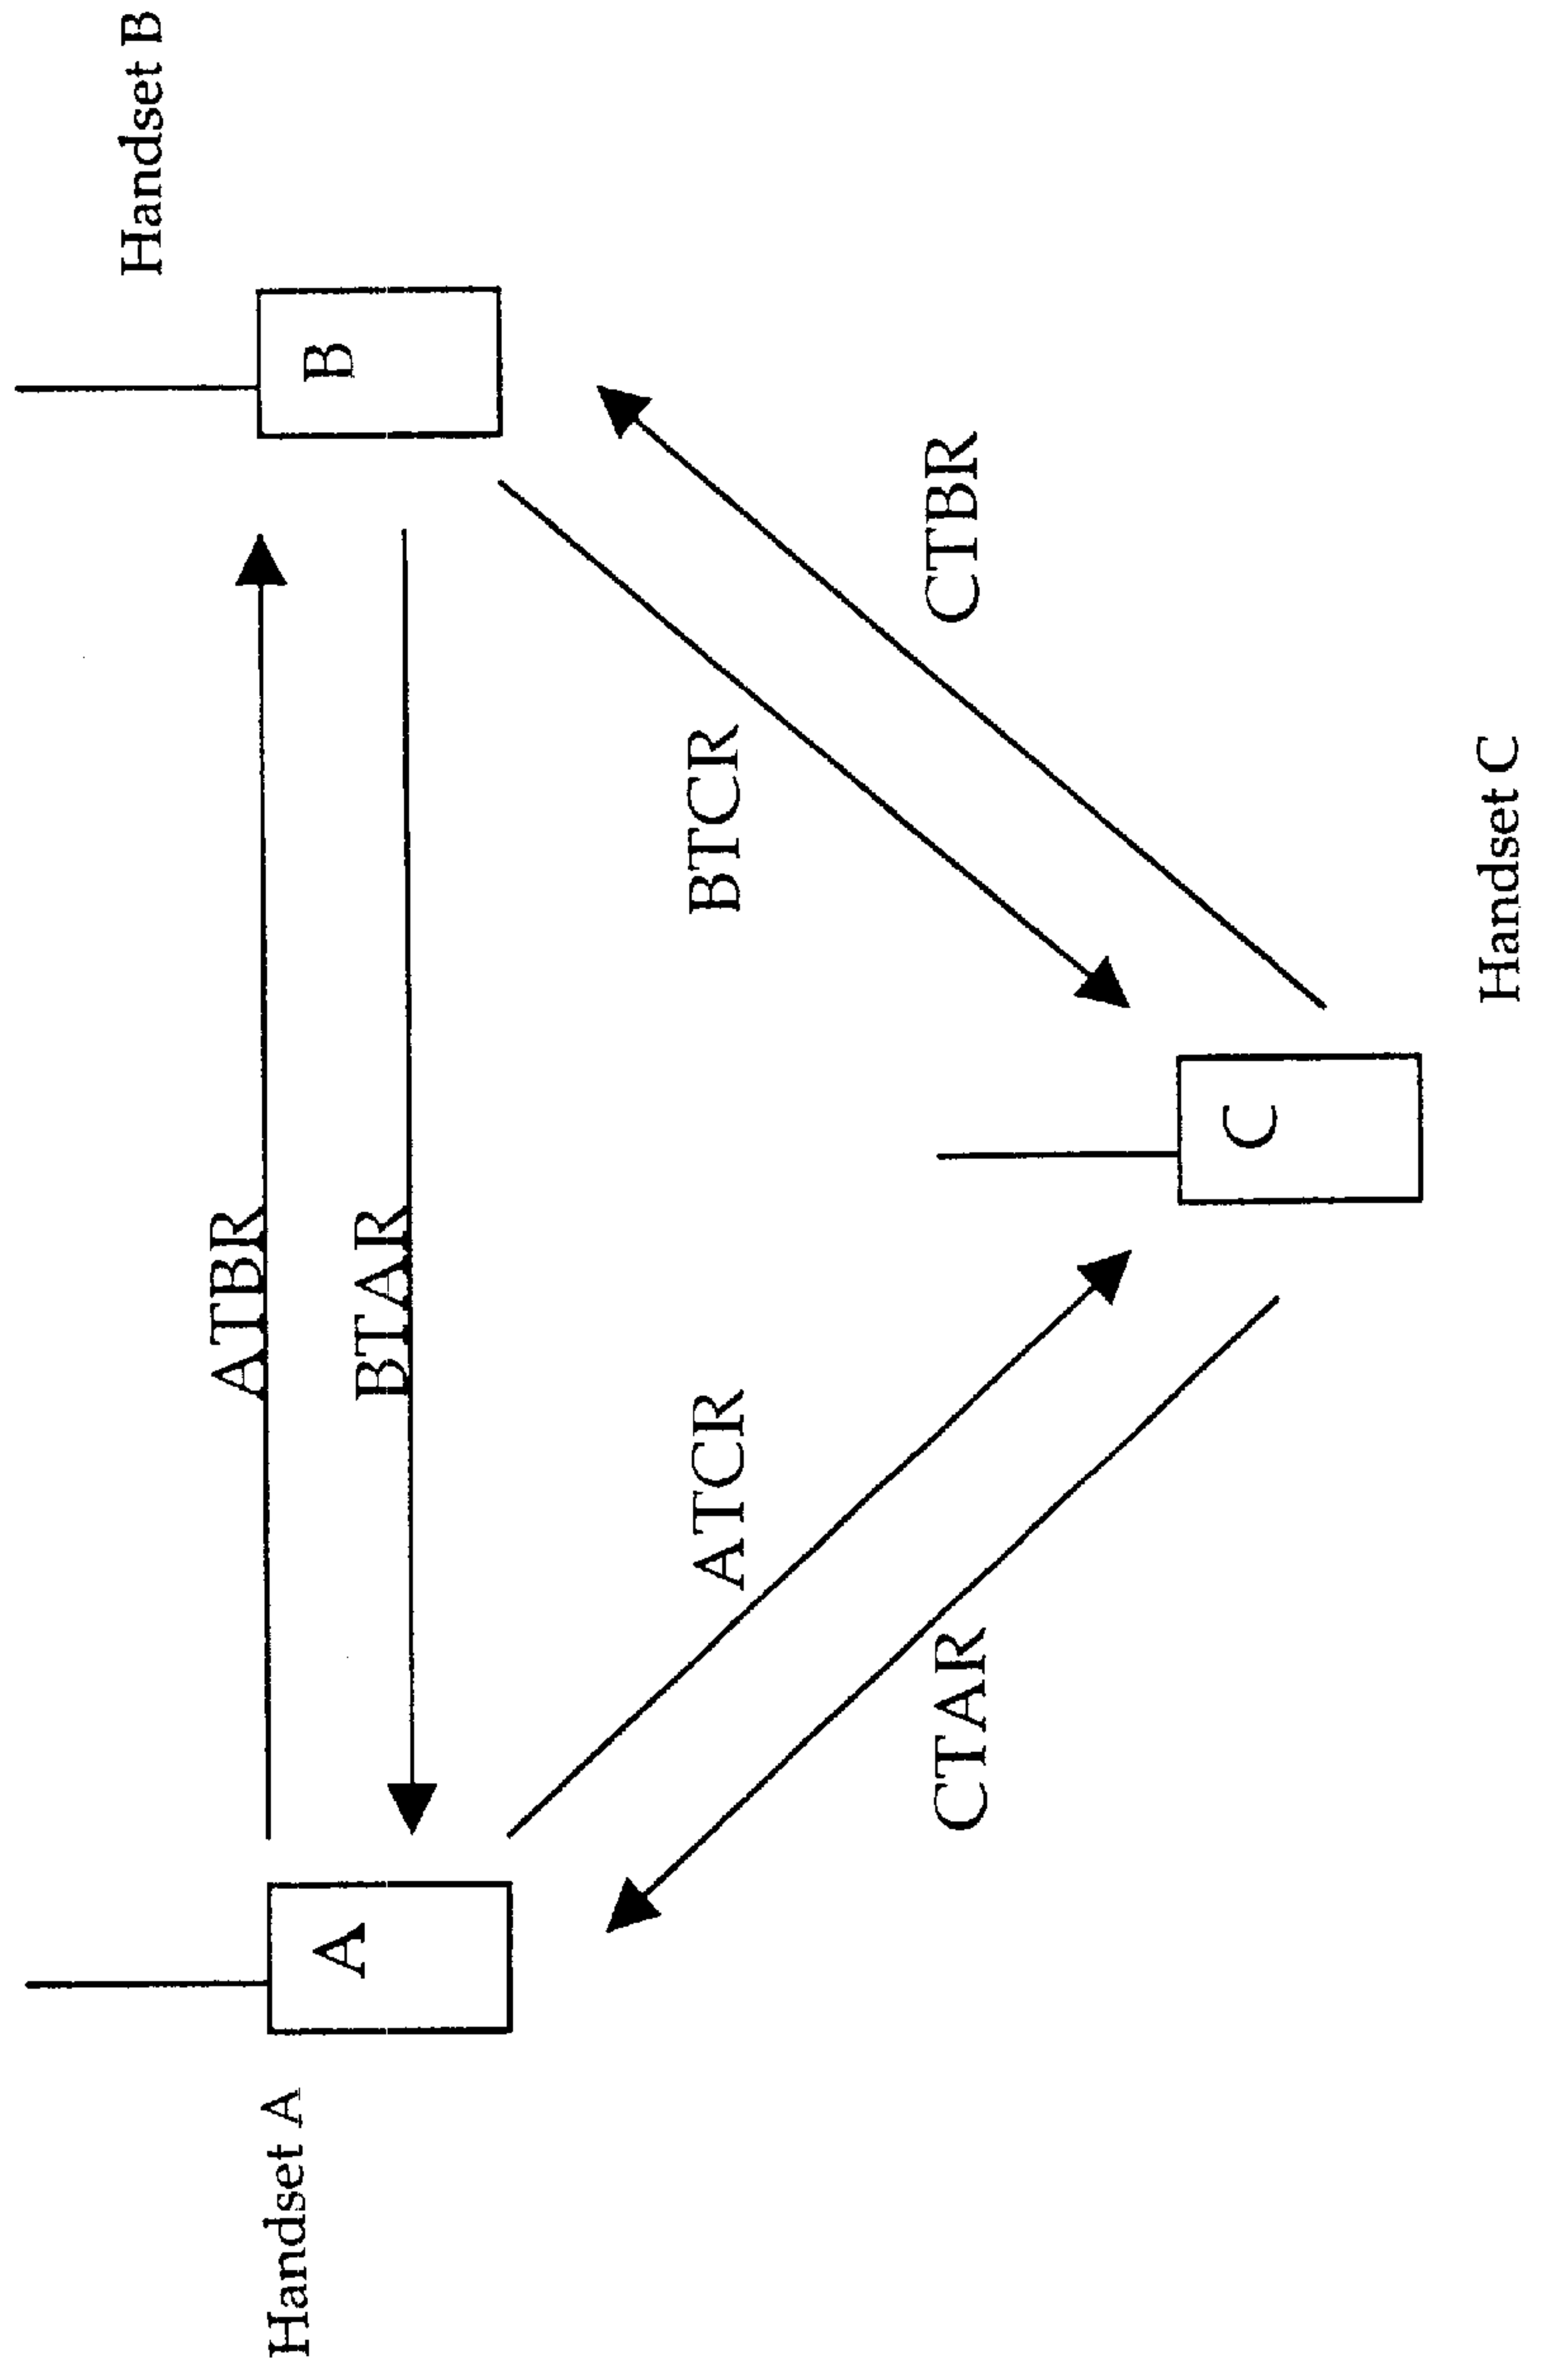 Handset A
A
ATBR
BTAR
B
Handset B
ATCR
BTCR
CTAR
CTBR
C
Handset C